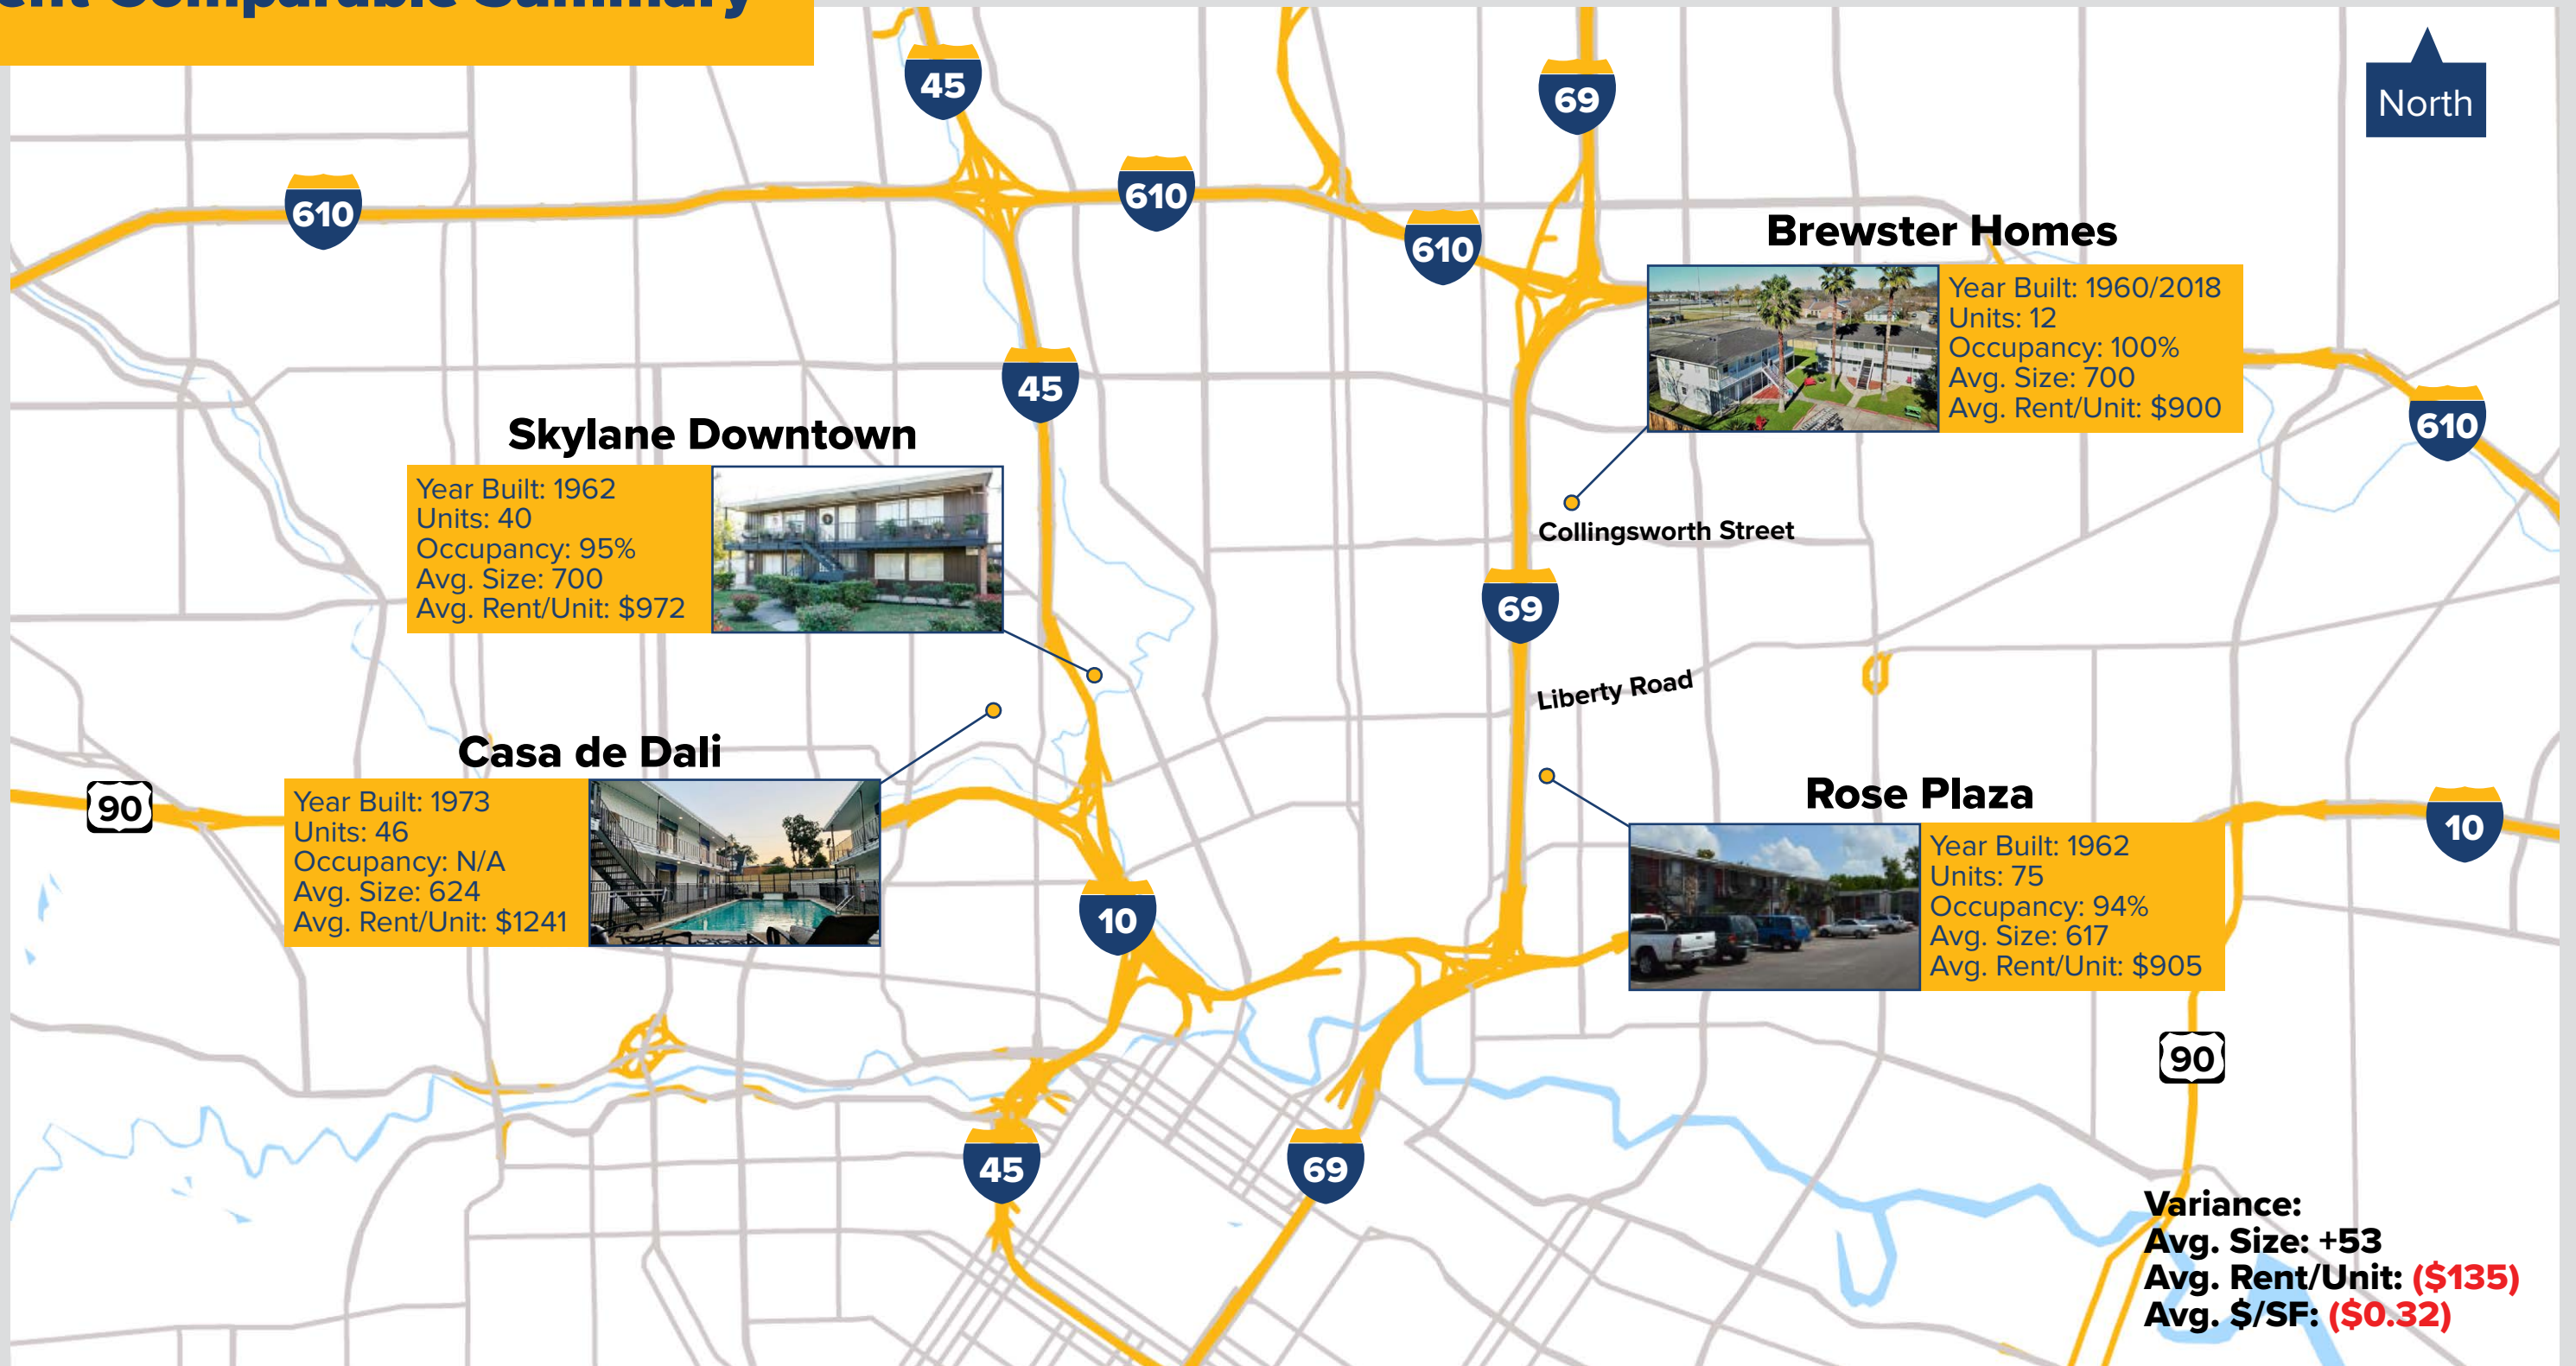 Comparable Summary
45
69
North
610
610
610
Brewster Homes
Year Built: 1960/2018
Units: 12
Occupancy: 100%
Avg. Size: 700
Avg. Rent/Unit: $900
45
610
Skylane Downtown
Year Built: 1962
Units: 40
Occupancy: 95%
Avg. Size: 700
Avg. Rent/Unit: $972
Collingsworth Street
69
Liberty Road
Casa de Dali
Year Built: 1973
Units: 46
Occupancy: N/A
Avg. Size: 624
Avg. Rent/Unit: $1241
90
Rose Plaza
Year Built: 1962
Units: 75
Occupancy: 94%
Avg. Size: 617
Avg. Rent/Unit: $905
10
10
90
45
69
Variance:
Avg. Size: +53
Avg. Rent/Unit: ($135)
Avg. $/SF: ($0.32)